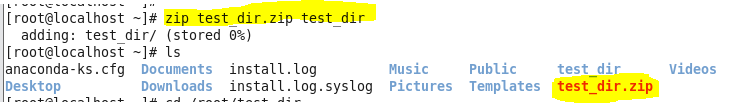 [root@localhost ~]# zip test_dir.zip test_dir
  adding: test_dir/ (stored 0%)
[root@localhost ~]# ls
anaconda-ks.cfg  Documents  install.log         Music     Public     test_dir      Videos
Desktop          Downloads  install.log.syslog  Pictures  Templates  test_dir.zip
[root@localhost ~]# cd /root/test_dir